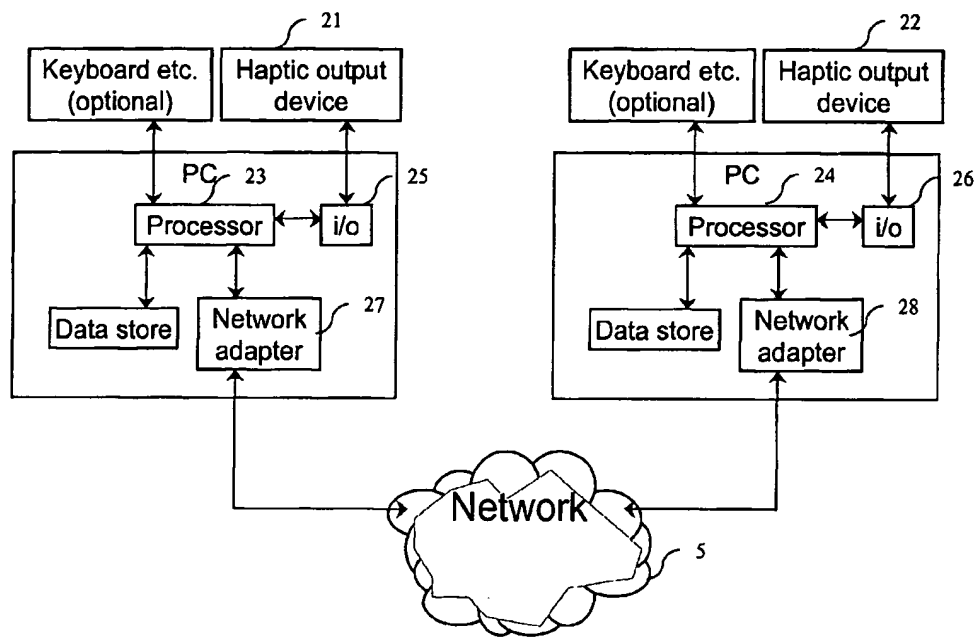 21
22
Keyboard etc.
(optional)
Haptic output
device
Keyboard etc.
(optional)
Haptic output
device
PC
23
25
PC
24
26
Processor
i/o
Processor
i/o
Data store
Network
adapter
27
Data store
Network
adapter
28
Network
5